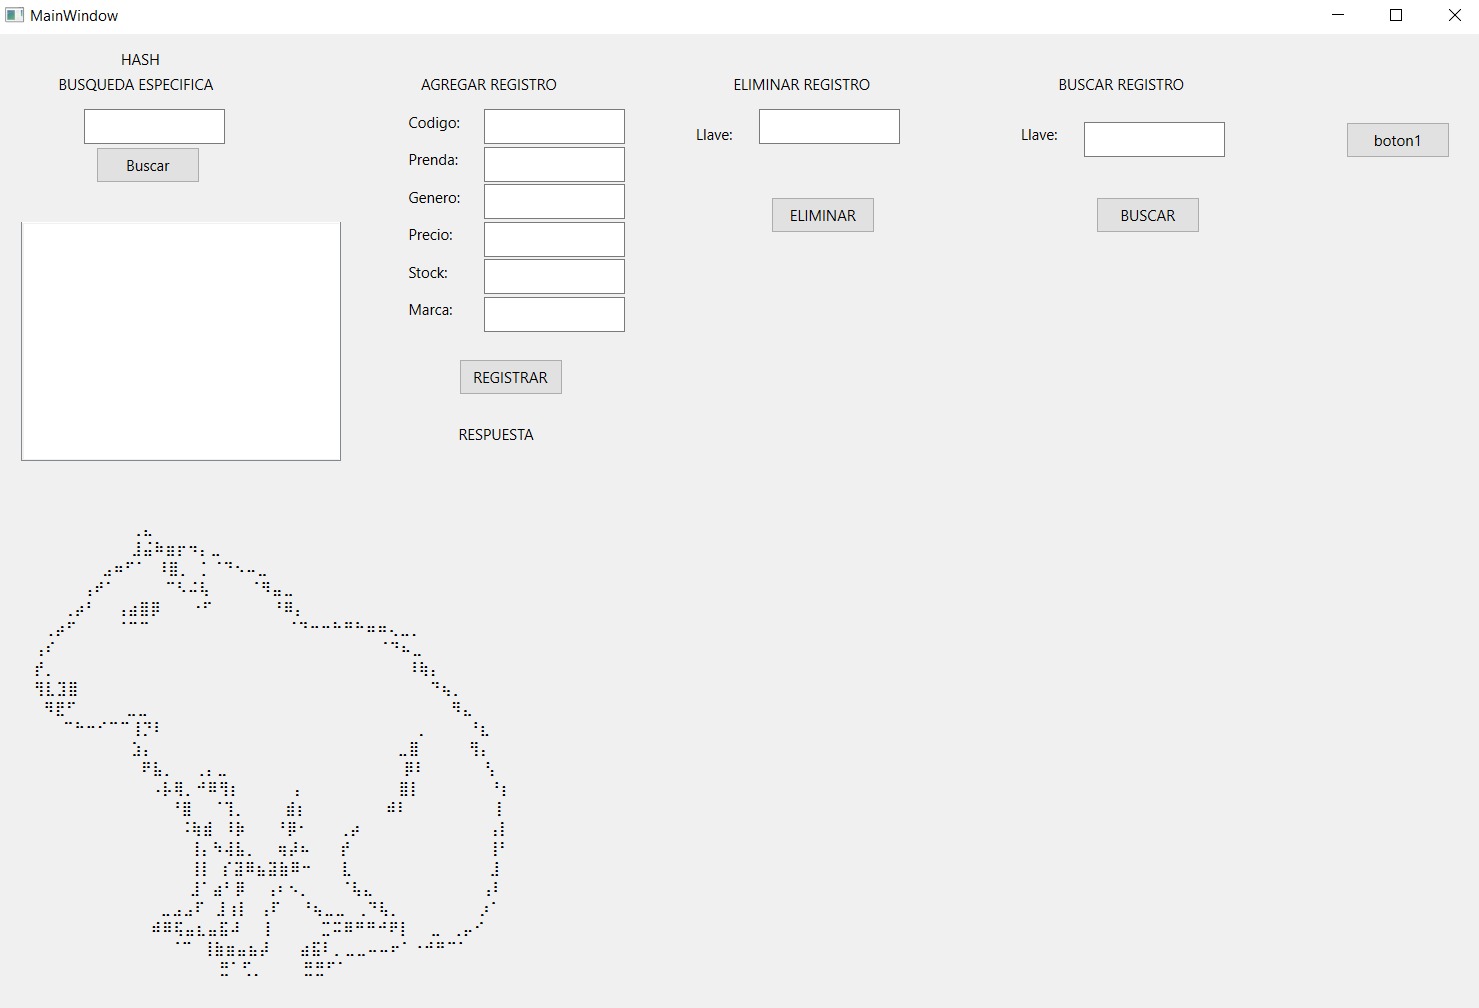 MainWindow
HASH
BUSQUEDA ESPECIFICA
Buscar
AGREGAR REGISTRO
Codigo:
Prenda:
Genero:
Precio:
Stock:
Marca:
REGISTRAR
RESPUESTA
ELIMINAR REGISTRO
Llave:
ELIMINAR
BUSCAR REGISTRO
Llave:
BUSCAR
boton1